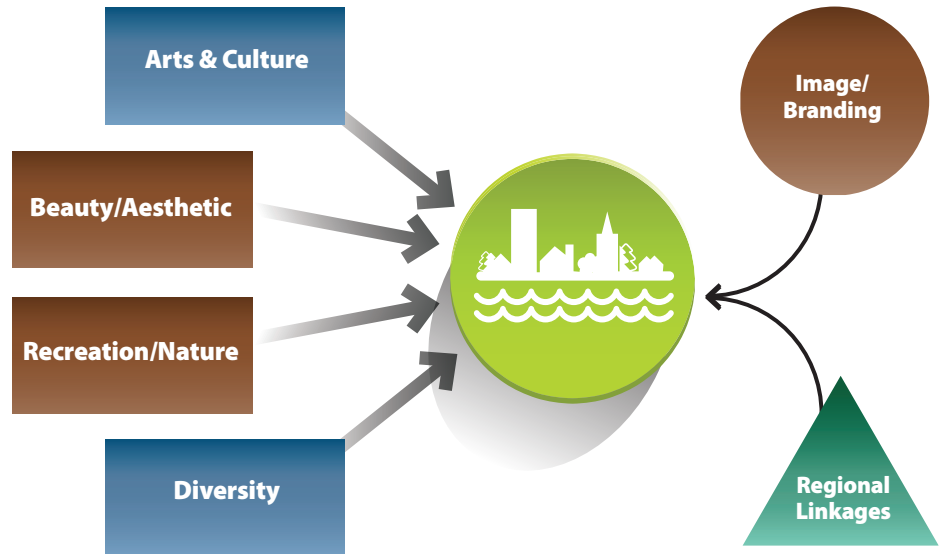 Arts & Culture
Beauty/Aesthetic
Recreation/Nature
Diversity
Image/
Branding
Regional
Linkages